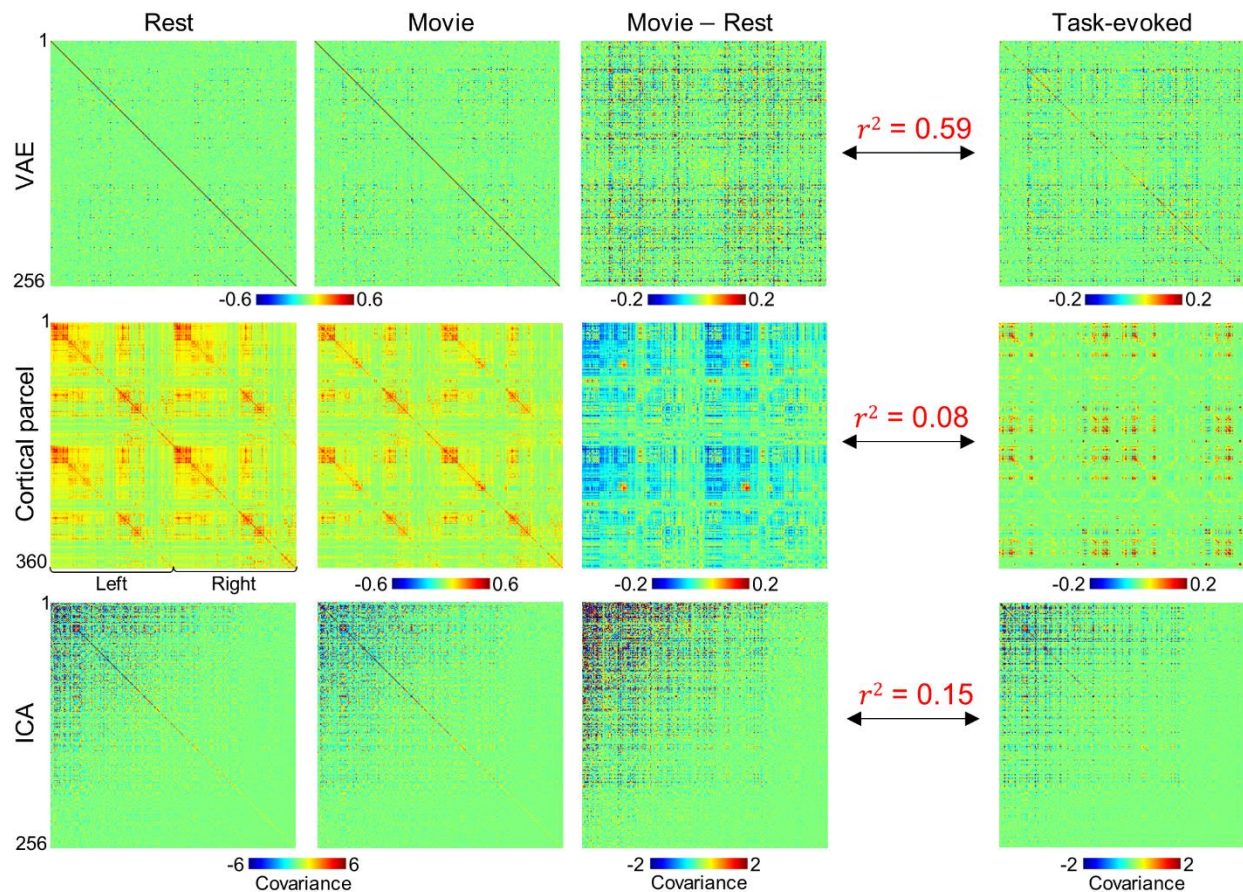 Rest Movie Movie – Rest Task-evoked
1
VAE
256
r² = 0.59
-0.6 0.6 -0.2 0.2 -0.2 0.2
1
Cortical parcel
360
r² = 0.08
Left Right -0.6 0.6 -0.2 0.2 -0.2 0.2
1
ICA
256
r² = 0.15
-6 6 -2 2 -2 2
Covariance Covariance Covariance